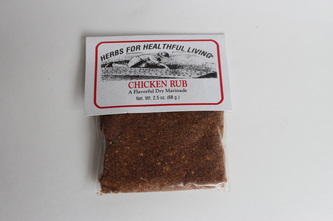 HERBS FOR HEALTHFUL LIVING®
CHICKEN RUB
A Flavorful Dry Marinade
Net. Wt. 2.5 oz. (68 g.)